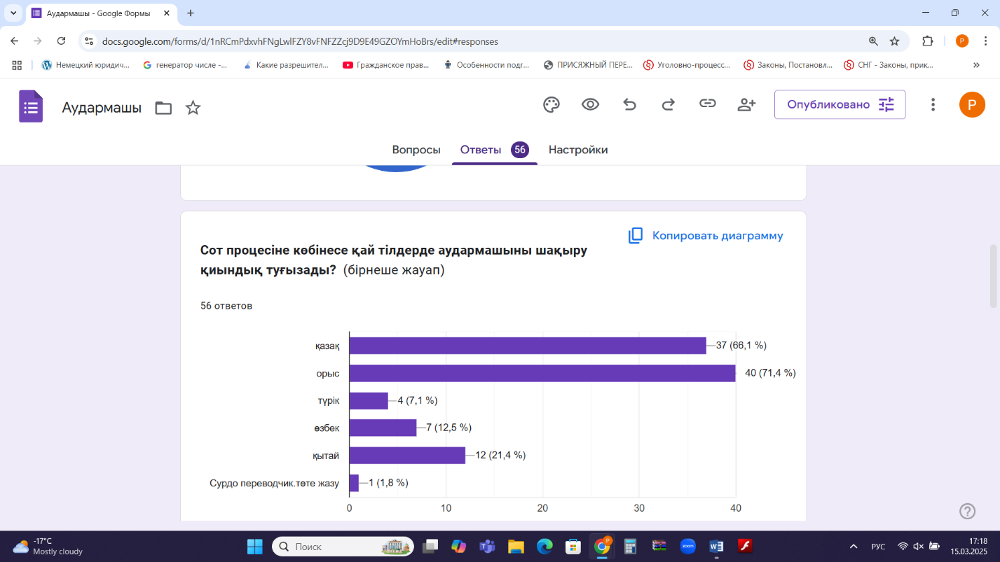 Аудармашы - Google Формы
docs.google.com/forms/d/1nRCmPdxvhFNgLwlFZY8vFNFZZcj9D9E49GZOYmHoBrs/edit#responses
Немецкий юридич...
генератор числе -...
Какие разрешител...
Гражданское прав...
Особенности подг...
ПРИСЯЖНЫЙ ПЕРЕ...
Уголовно-процесс...
Законы, Постановл...
СНГ - Законы, прик...
Аудармашы
Опубликовано
P
Вопросы
Ответы 56
Настройки
Копировать диаграмму
Сот процесіне көбінесе қай тілдерде аудармашыны шақыру
қиындық туғызады? (бірнеше жауап)
56 ответов
қазақ 37 (66,1 %)
орыс 40 (71,4 %)
түрік 4 (7,1 %)
өзбек 7 (12,5 %)
қытай 12 (21,4 %)
Сурдо переводчик.төте жазу 1 (1,8 %)
0 10 20 30 40
-17°C
Mostly cloudy
Поиск
zoom
РУС
17:18
15.03.2025